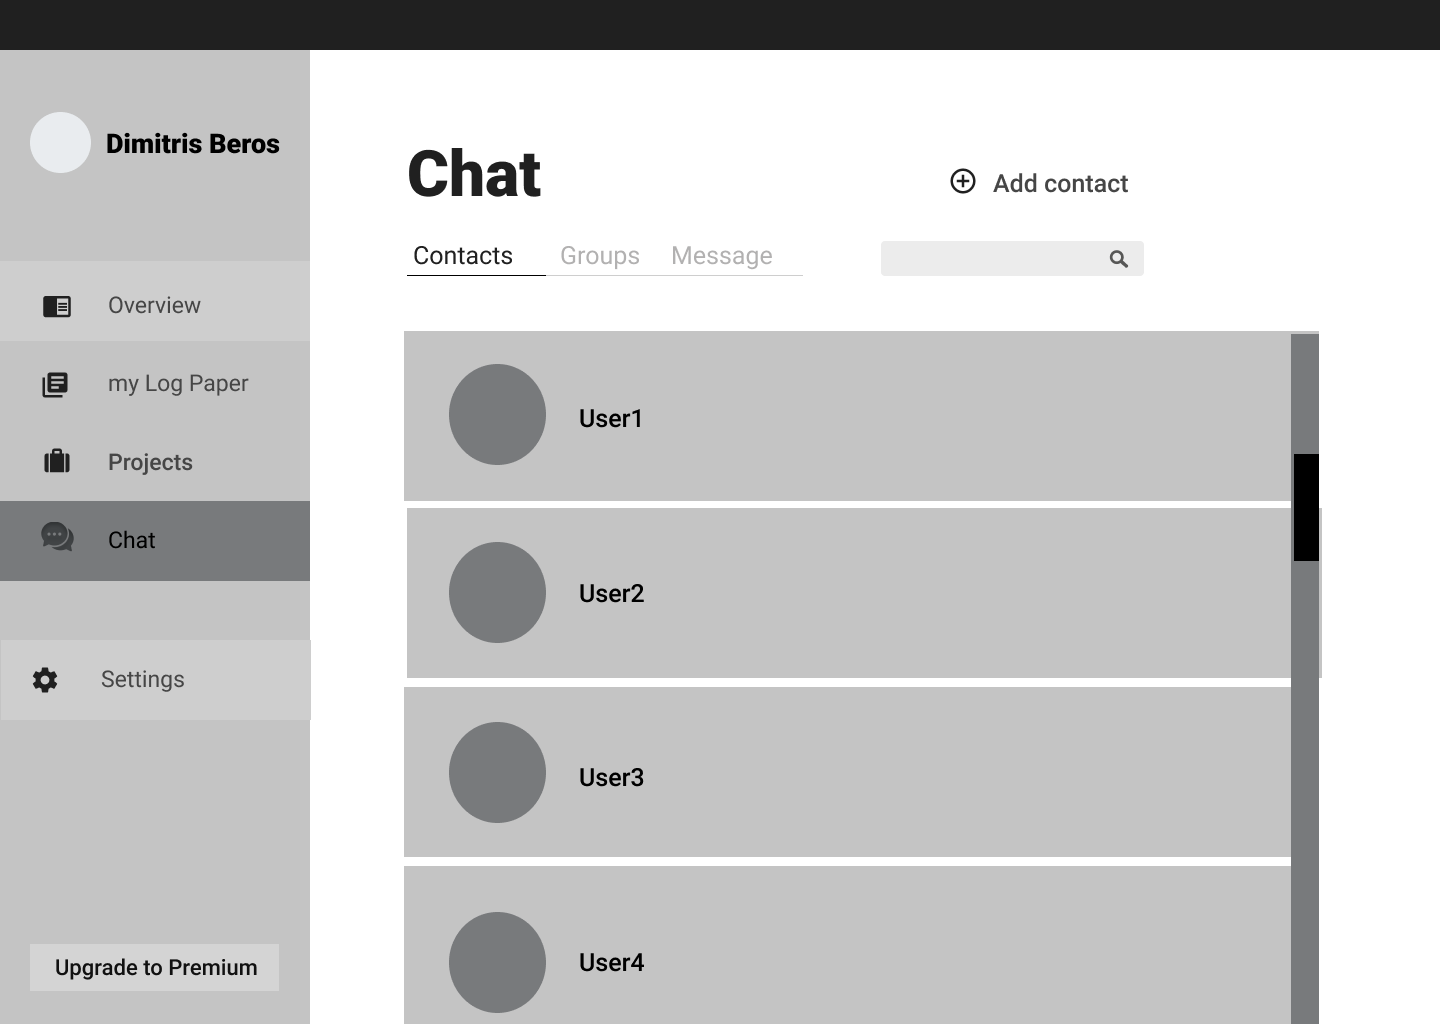 Dimitris Beros
Overview
my Log Paper
Projects
Chat
Settings
Upgrade to Premium
Chat
Add contact
Contacts
Groups
Message
User1
User2
User3
User4